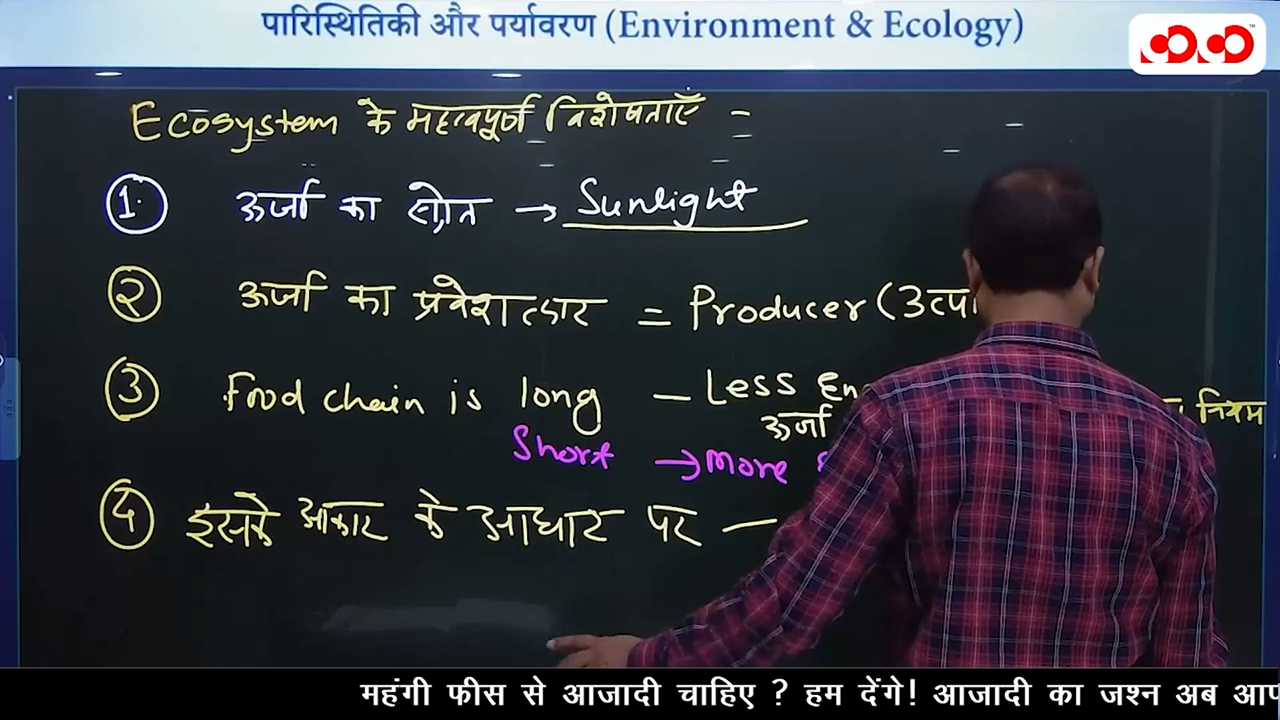 पारिस्थितिकी और पर्यावरण (Environment & Ecology)
Ecosystem के महत्वपूर्ण विशेषताएँ -
1. ऊर्जा का स्रोत → Sunlight
२ ऊर्जा का प्रवेश द्वार = Producer (उत्पा
3 Food chain is long — Less En
ऊर्जा नियम
Short → More
4 इसके आकार के आधार पर —
महंगी फीस से आजादी चाहिए ? हम देंगे! आजादी का जश्न अब आप